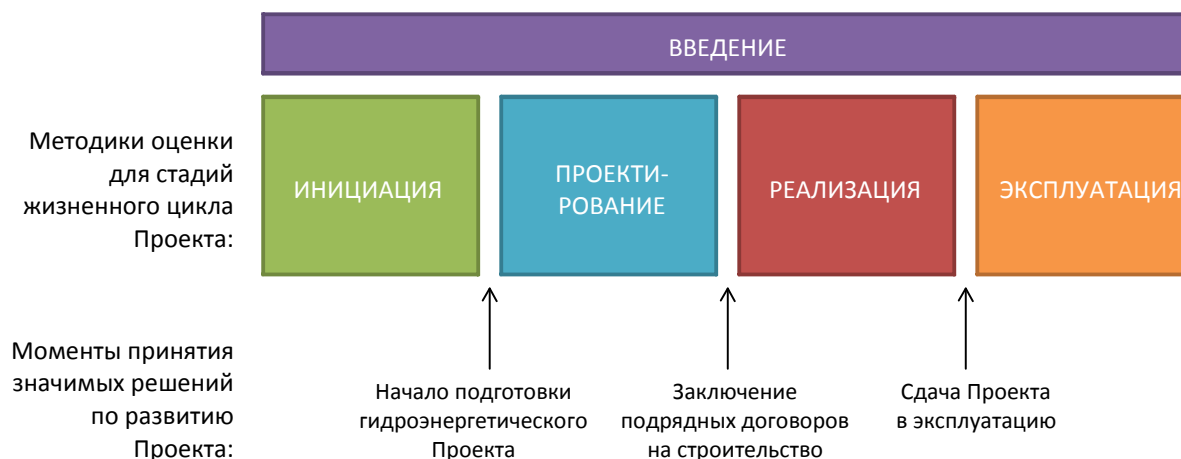 ВВЕДЕНИЕ
Методики оценки
для стадий
жизненного цикла
Проекта:
ИНИЦИАЦИЯ
ПРОЕКТИ-
РОВАНИЕ
РЕАЛИЗАЦИЯ
ЭКСПЛУАТАЦИЯ
Моменты принятия
значимых решений
по развитию
Проекта:
Начало подготовки
гидроэнергетического
Проекта
Заключение
подрядных договоров
на строительство
Сдача Проекта
в эксплуатацию